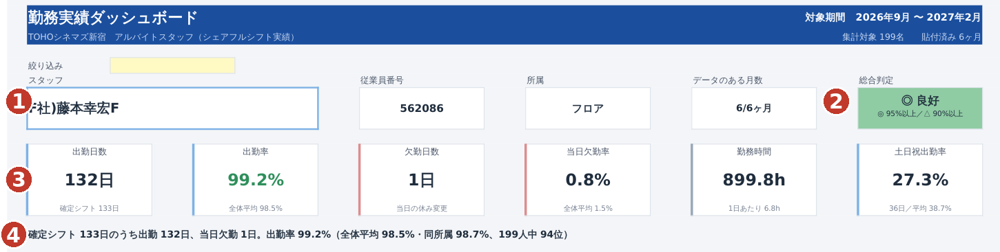 勤務実績ダッシュボード
対象期間　2026年9月 〜 2027年2月
TOHOシネマズ新宿　アルバイトスタッフ（シェアフルシフト実績）
集計対象 199名　　貼付済み 6ヶ月
絞り込み
スタッフ
従業員番号
所属
データのある月数
総合判定
1
F社)藤本幸宏F
562086
フロア
6/6ヶ月
2
◎ 良好
◎ 95%以上／△ 90%以上
出勤日数
出勤率
欠勤日数
当日欠勤率
勤務時間
土日祝出勤率
3
132日
99.2%
1日
0.8%
899.8h
27.3%
確定シフト 133日
全体平均 98.5%
当日の休み変更
全体平均 1.5%
1日あたり 6.8h
36日／平均 38.7%
4
確定シフト 133日のうち出勤 132日、当日欠勤 1日。出勤率 99.2%（全体平均 98.5%・同所属 98.7%、199人中 94位）